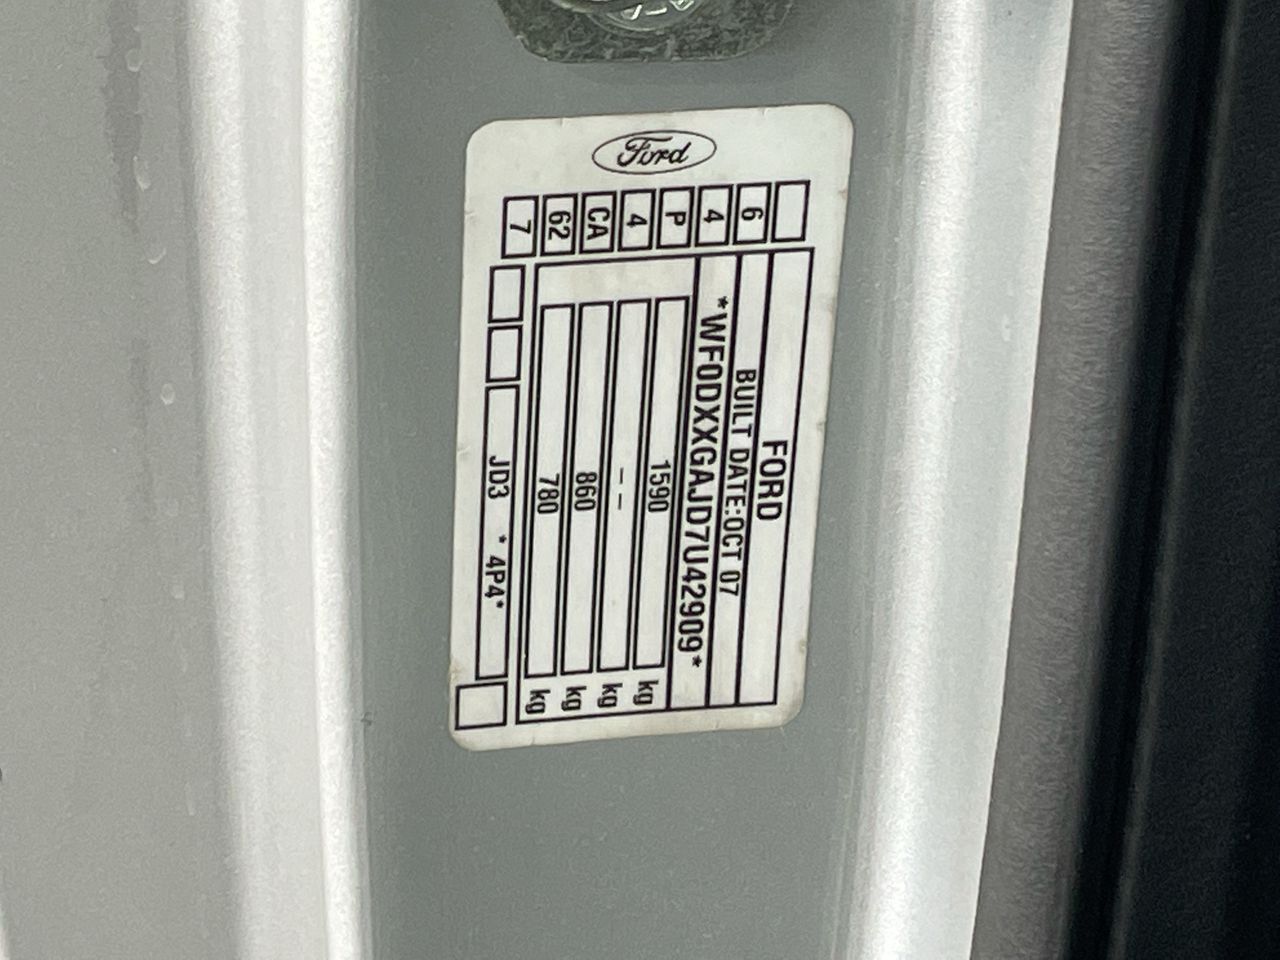 Ford
7 62 CA 4 P 4 6
FORD
BUILT DATE:OCT 07
*WF0DXXGAJD7U42909*
1590 kg
-- kg
860 kg
780 kg
JD3 * 4P4*